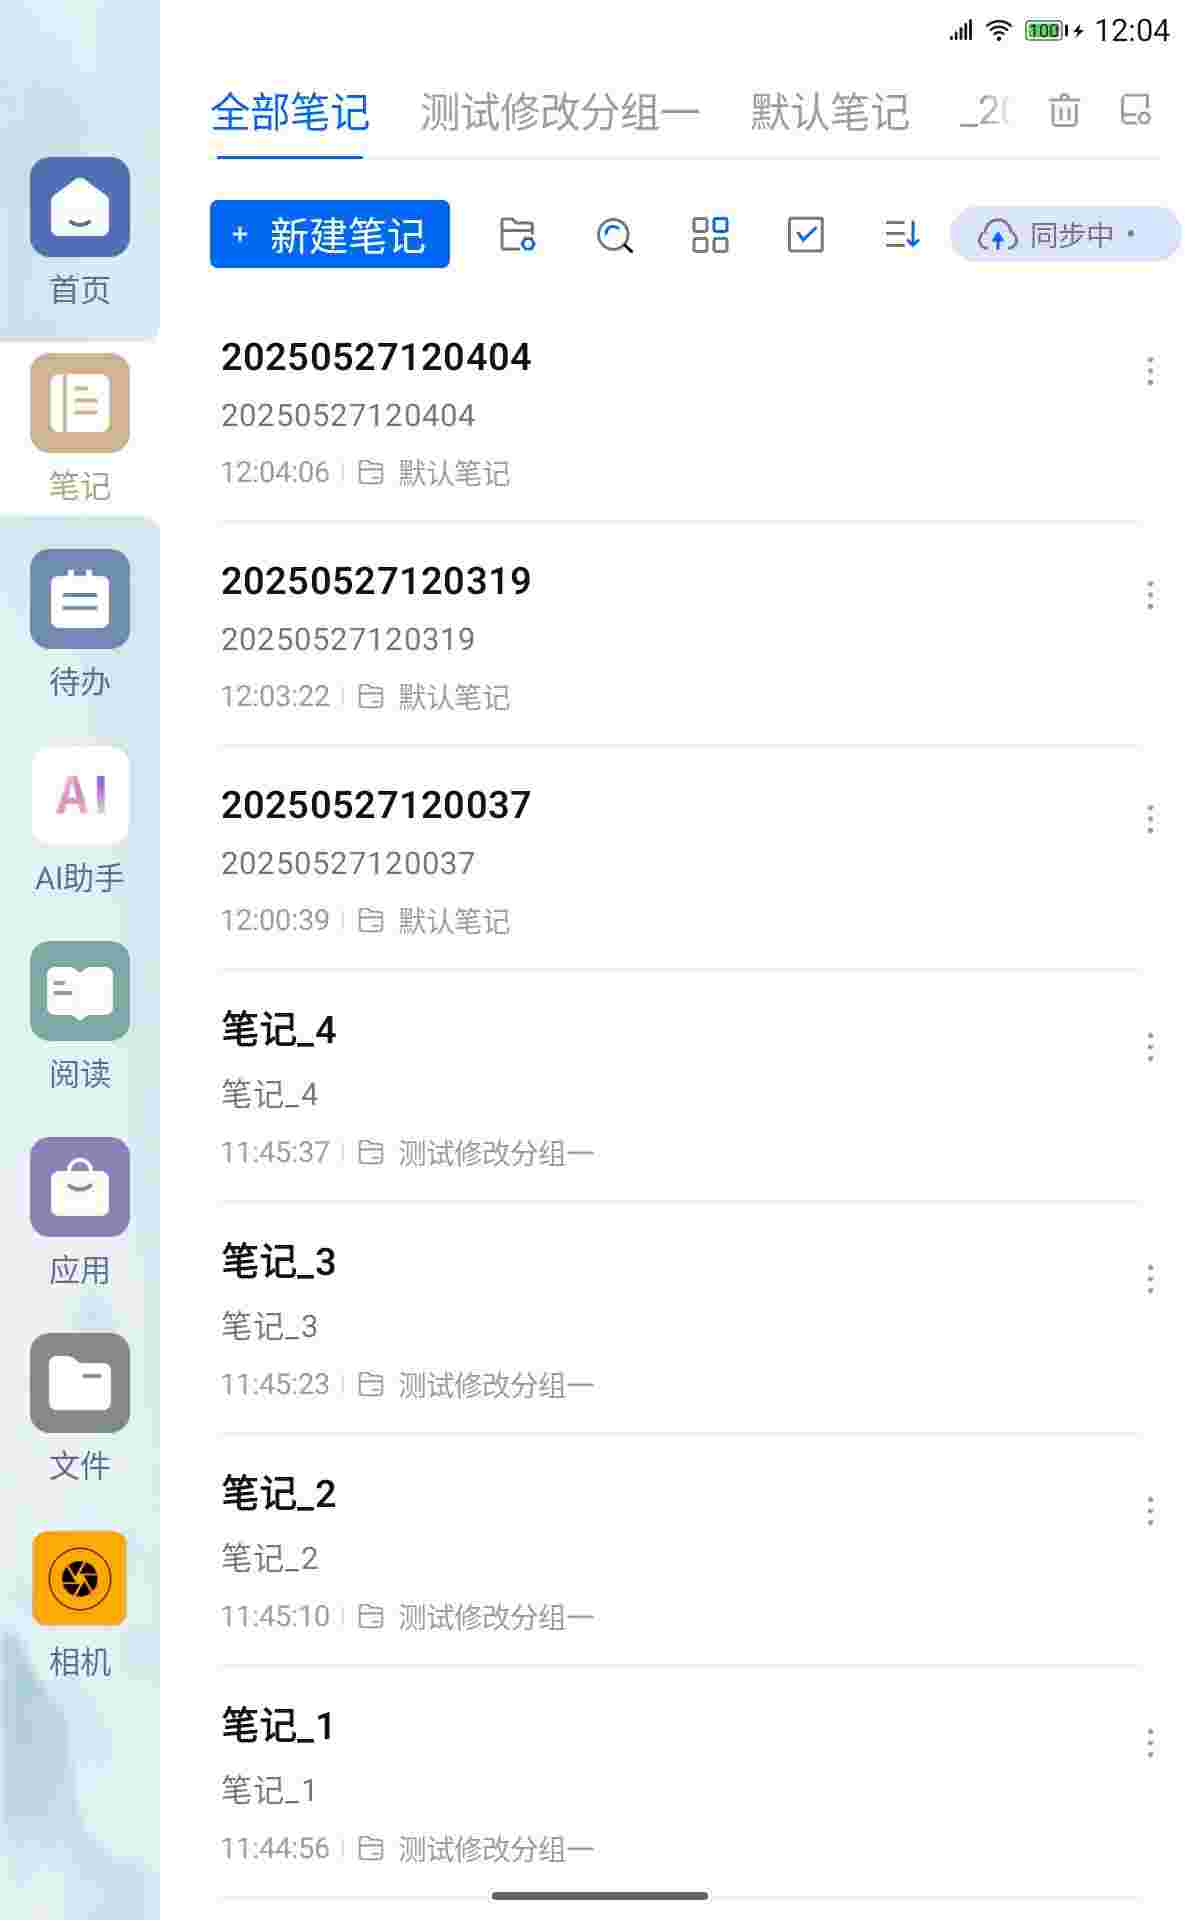 100 12:04
全部笔记 测试修改分组一 默认笔记 _20
+ 新建笔记 同步中
首页
笔记
待办
AI
AI助手
阅读
应用
文件
相机
20250527120404
20250527120404
12:04:06 默认笔记
20250527120319
20250527120319
12:03:22 默认笔记
20250527120037
20250527120037
12:00:39 默认笔记
笔记_4
笔记_4
11:45:37 测试修改分组一
笔记_3
笔记_3
11:45:23 测试修改分组一
笔记_2
笔记_2
11:45:10 测试修改分组一
笔记_1
笔记_1
11:44:56 测试修改分组一